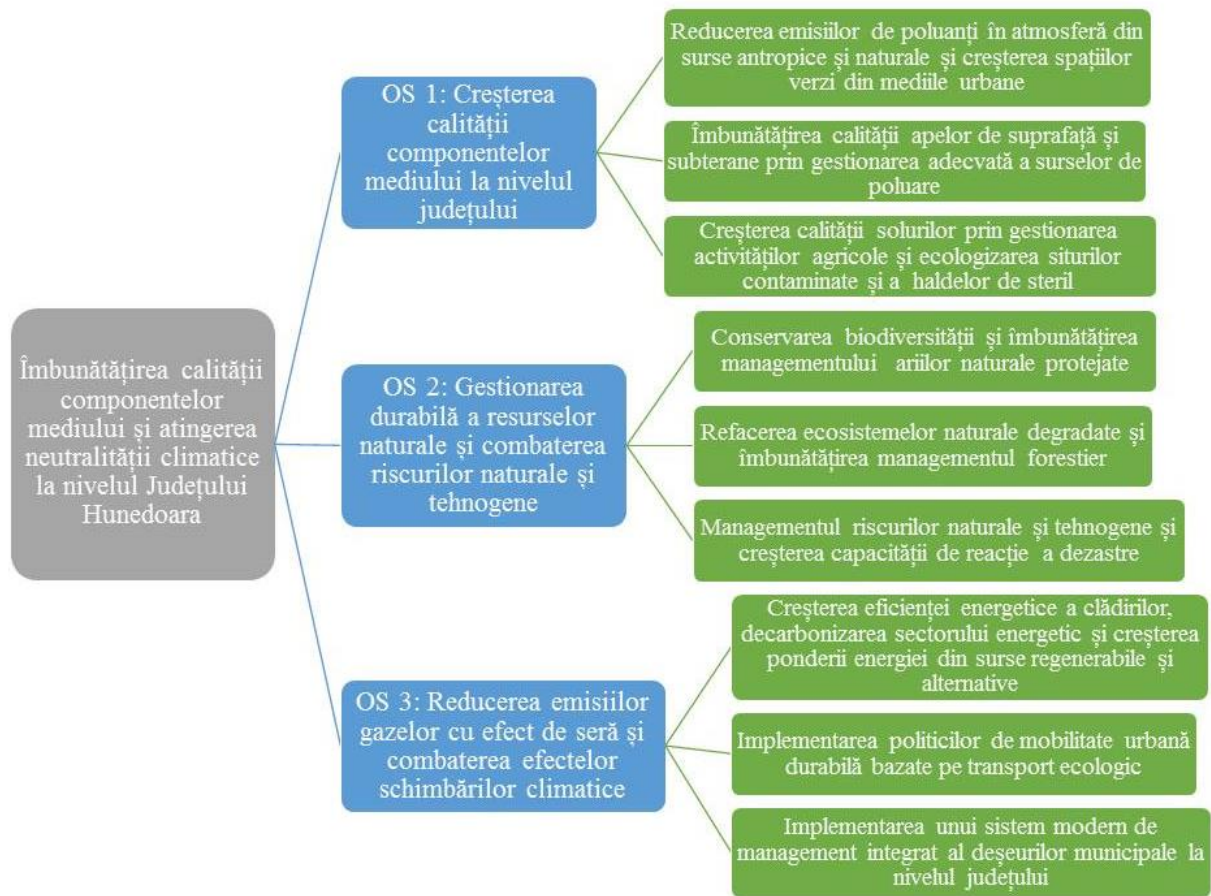 Îmbunătățirea calității
componentelor
mediului și atingerea
neutralității climatice
la nivelul Județului
Hunedoara
OS 1: Creșterea
calității
componentelor
mediului la nivelul
județului
Reducerea emisiilor de poluanți în atmosferă din
surse antropice și naturale și creșterea spațiilor
verzi din mediile urbane
Îmbunătățirea calității apelor de suprafață și
subterane prin gestionarea adecvată a surselor de
poluare
Creșterea calității solurilor prin gestionarea
activităților agricole și ecologizarea siturilor
contaminate și a haldelor de steril
OS 2: Gestionarea
durabilă a resurselor
naturale și combaterea
riscurilor naturale și
tehnogene
Conservarea biodiversității și îmbunătățirea
managementului ariilor naturale protejate
Refacerea ecosistemelor naturale degradate și
îmbunătățirea managementul forestier
Managementul riscurilor naturale și tehnogene și
creșterea capacității de reacție a dezastre
OS 3: Reducerea emisiilor
gazelor cu efect de seră și
combaterea efectelor
schimbărilor climatice
Creșterea eficienței energetice a clădirilor,
decarbonizarea sectorului energetic și creșterea
ponderii energiei din surse regenerabile și
alternative
Implementarea politicilor de mobilitate urbană
durabilă bazate pe transport ecologic
Implementarea unui sistem modern de
management integrat al deșeurilor municipale la
nivelul județului